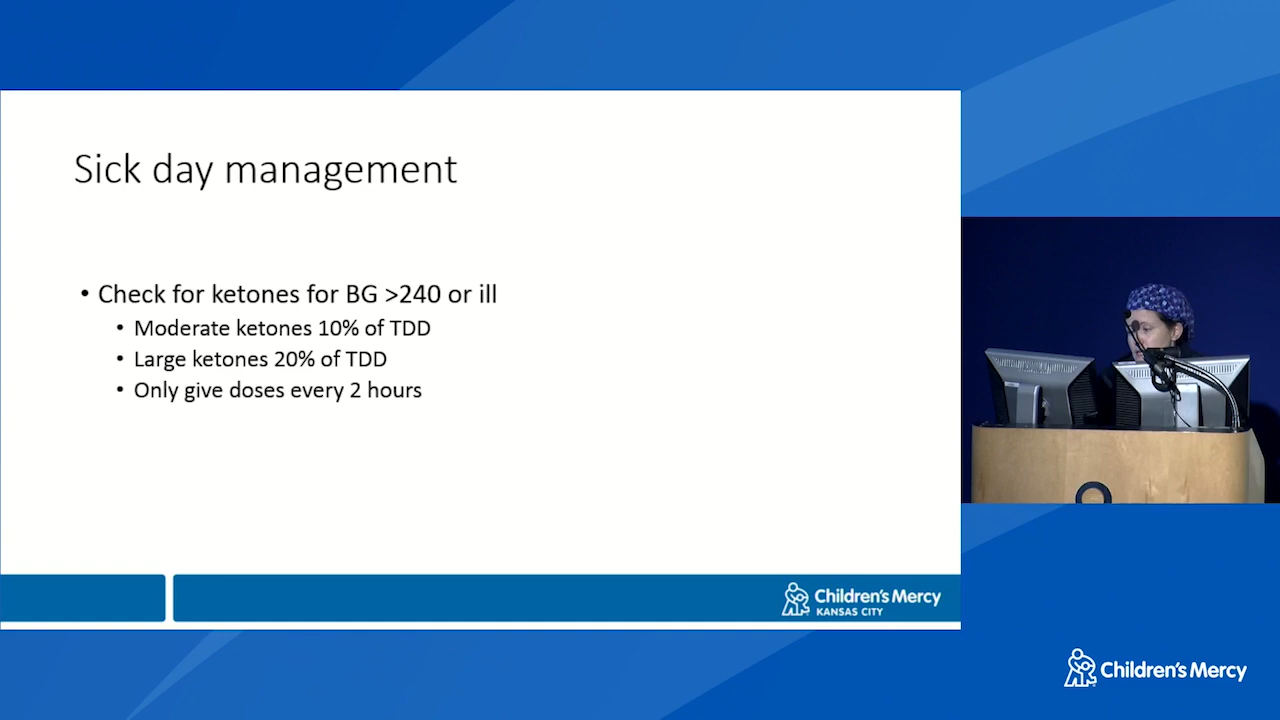 Sick day management
• Check for ketones for BG >240 or ill
• Moderate ketones 10% of TDD
• Large ketones 20% of TDD
• Only give doses every 2 hours
Children's Mercy
KANSAS CITY
Children's Mercy